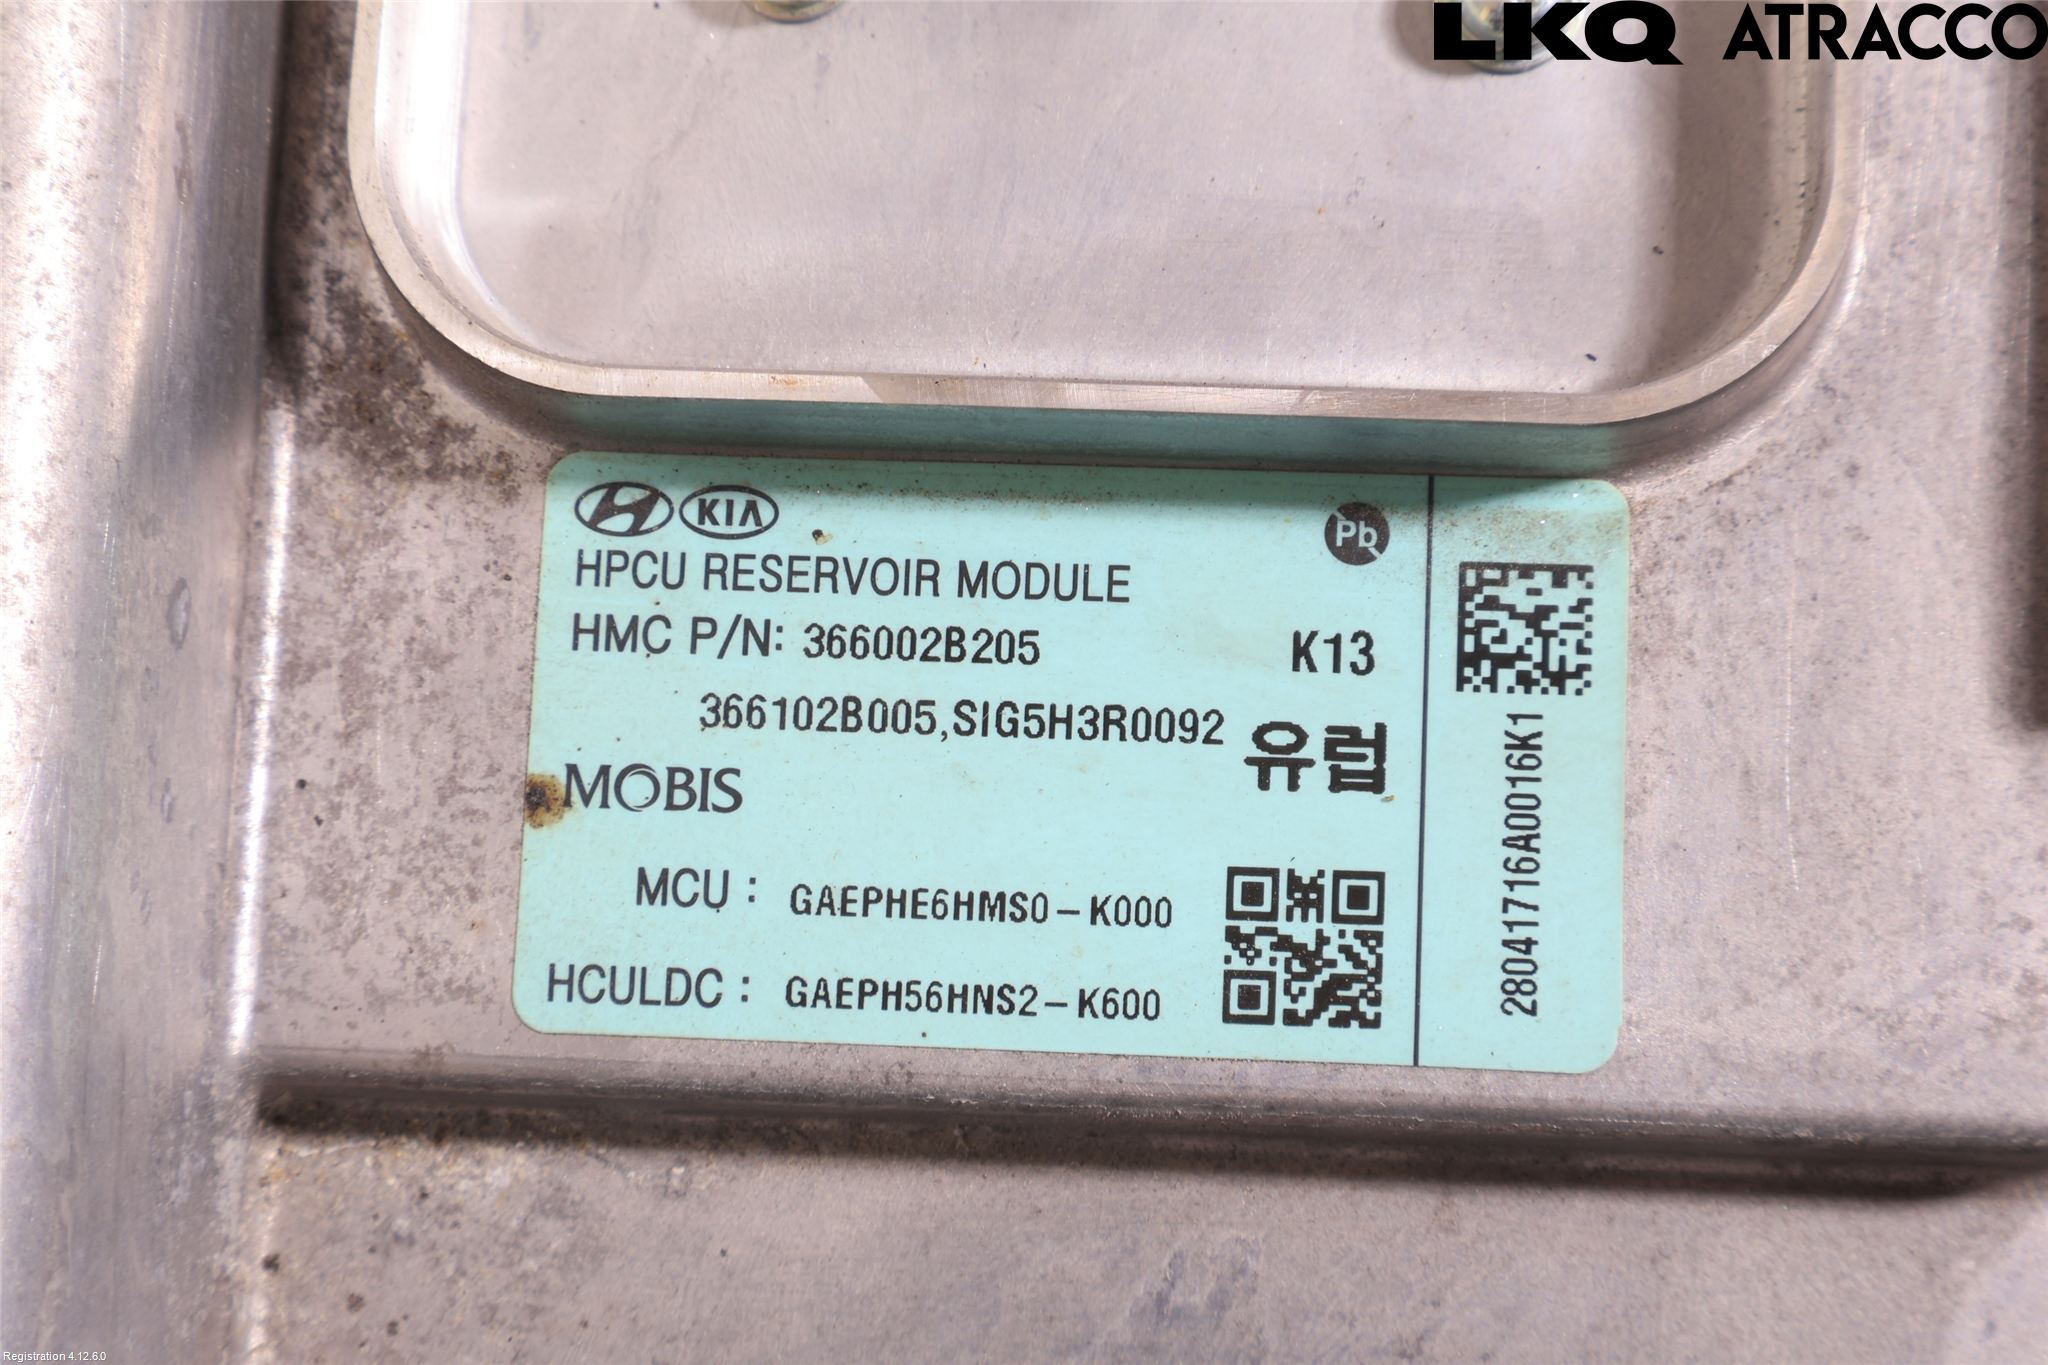 LKQ ATRACCO
KIA
Pb
HPCU RESERVOIR MODULE
HMC P/N: 366002B205
K13
366102B005,SIG5H3R0092
유럽
MOBIS
MCU : GAEPHE6HMS0-K000
HCULDC : GAEPH56HNS2-K600
28041716A0016K1
Registration 4.12.6.0